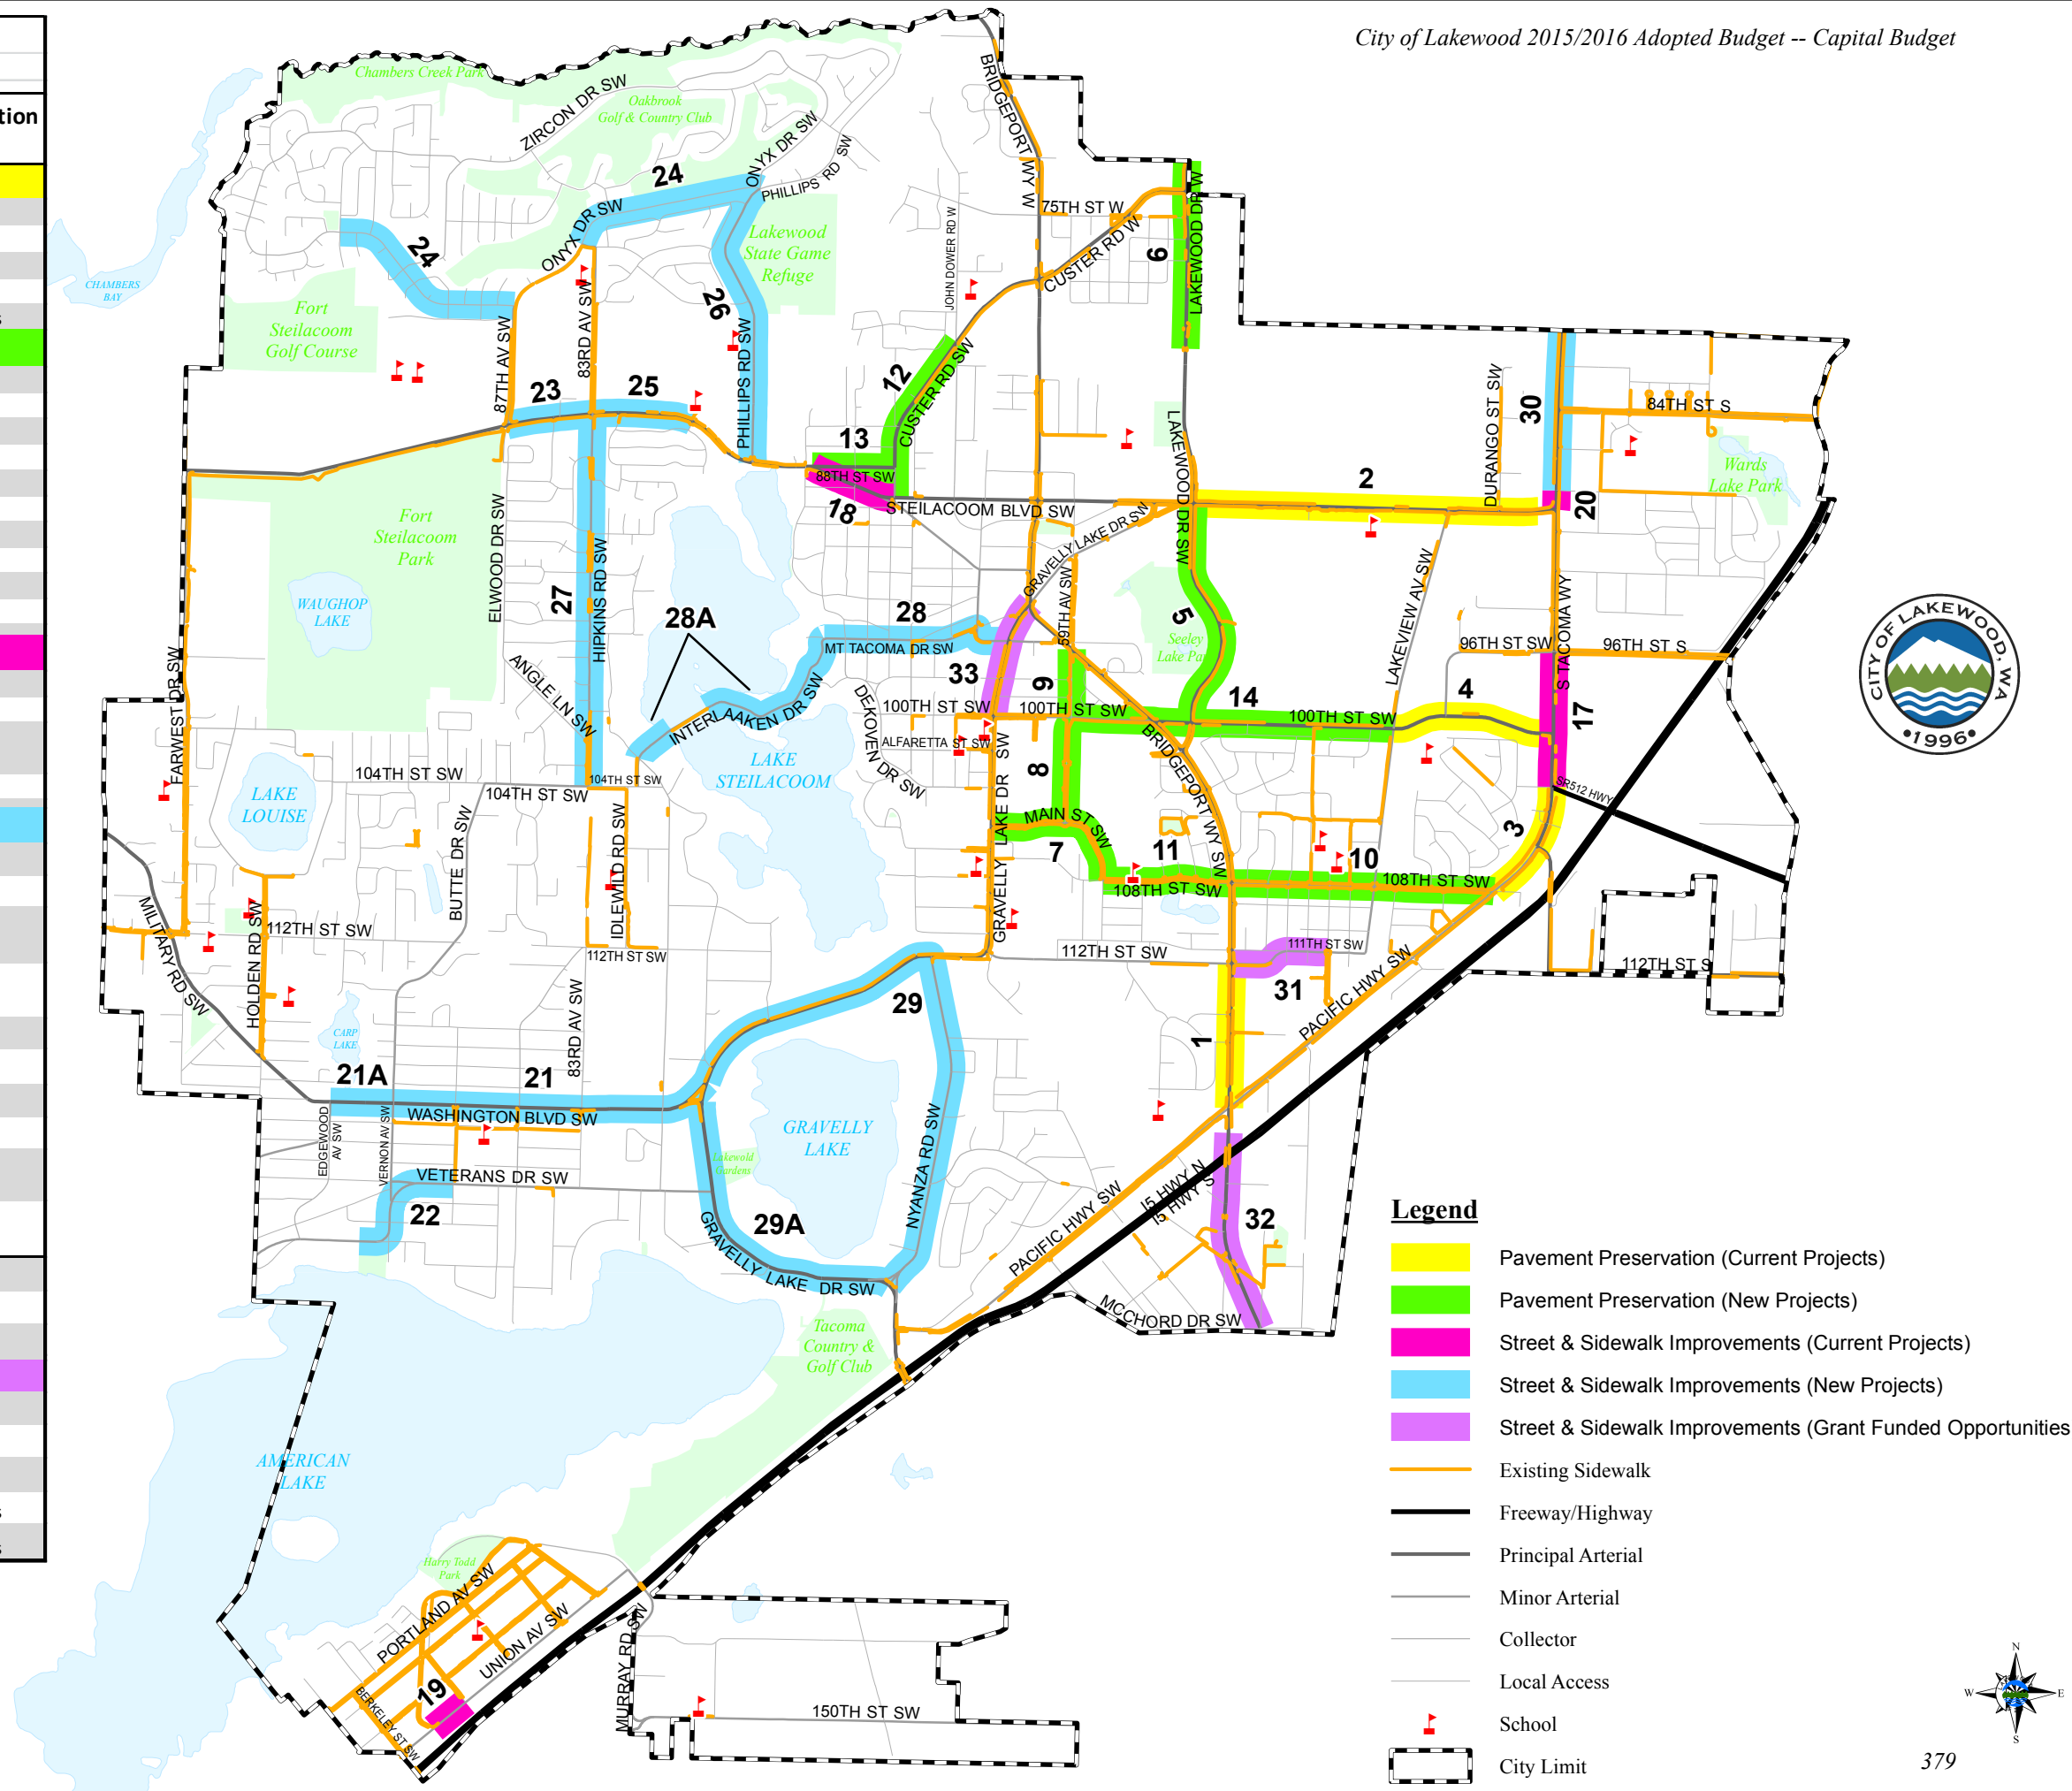 City of Lakewood 2015/2016 Adopted Budget -- Capital Budget
tion
s
s
s
Chambers Creek Park
ZIRCON DR SW
Oakbrook
Golf & Country Club
ONYX DR SW
PHILLIPS RD SW
BRIDGEPORT WY W
24
ONYX DR SW
24
CHAMBERS
BAY
Fort
Steilacoom
Golf Course
Lakewood
State Game
Refuge
JOHN DOWER RD W
75TH ST W
CUSTER RD W
6
LAKEWOOD DR W
26
PHILLIPS RD SW
87TH AV SW
83RD AV SW
23
25
12
CUSTER RD SW
13
88TH ST SW
18
STEILACOOM BLVD SW
LAKEWOOD DR SW
2
DURANGO ST SW
30
84TH ST S
Wards
Lake Park
20
Fort
Steilacoom
Park
WAUGHOP
LAKE
ELWOOD DR SW
27
HIPKINS RD SW
28A
28
MT TACOMA DR SW
GRAVELLY LAKE DR SW
59TH AV SW
5
Seeley
LAKEVIEW AV SW
96TH ST SW
96TH ST S
S TACOMA WY
CITY OF LAKEWOOD, WA
•1996•
FARWEST DR SW
ANGLE LN SW
INTERLAAKEN DR SW
DEKOVEN DR SW
33
9
100TH ST SW
100TH ST SW
14
100TH ST SW
4
17
ALFARETTA ST SW
LAKE
STEILACOOM
BRIDGEPORT WY SW
8
GRAVELLY LAKE DR SW
MAIN ST SW
7
11
10
108TH ST SW
108TH ST SW
3
SR512 HWY
LAKE
LOUISE
104TH ST SW
104TH ST SW
104TH ST SW
BUTTE DR SW
IDLEWILD RD SW
MILITARY RD SW
HOLDEN RD SW
112TH ST SW
112TH ST SW
112TH ST SW
111TH ST SW
31
PACIFIC HWY SW
112TH ST S
CARP
LAKE
83RD AV SW
29
1
21A
21
WASHINGTON BLVD SW
EDGEWOOD
AV SW
VERNON AV SW
VETERANS DR SW
22
GRAVELLY
LAKE
Lakewold
Gardens
NYANZA RD SW
29A
GRAVELLY LAKE DR SW
PACIFIC HWY SW
I5 HWY N
I5 HWY S
32
MCCHORD DR SW
Tacoma
Country &
Golf Club
AMERICAN
LAKE
Harry Todd
Park
PORTLAND AV SW
UNION AV SW
19
BERKELEY ST SW
MURRAY RD SW
150TH ST SW
Legend
Pavement Preservation (Current Projects)
Pavement Preservation (New Projects)
Street & Sidewalk Improvements (Current Projects)
Street & Sidewalk Improvements (New Projects)
Street & Sidewalk Improvements (Grant Funded Opportunities
Existing Sidewalk
Freeway/Highway
Principal Arterial
Minor Arterial
Collector
Local Access
School
City Limit
N
W
E
S
379